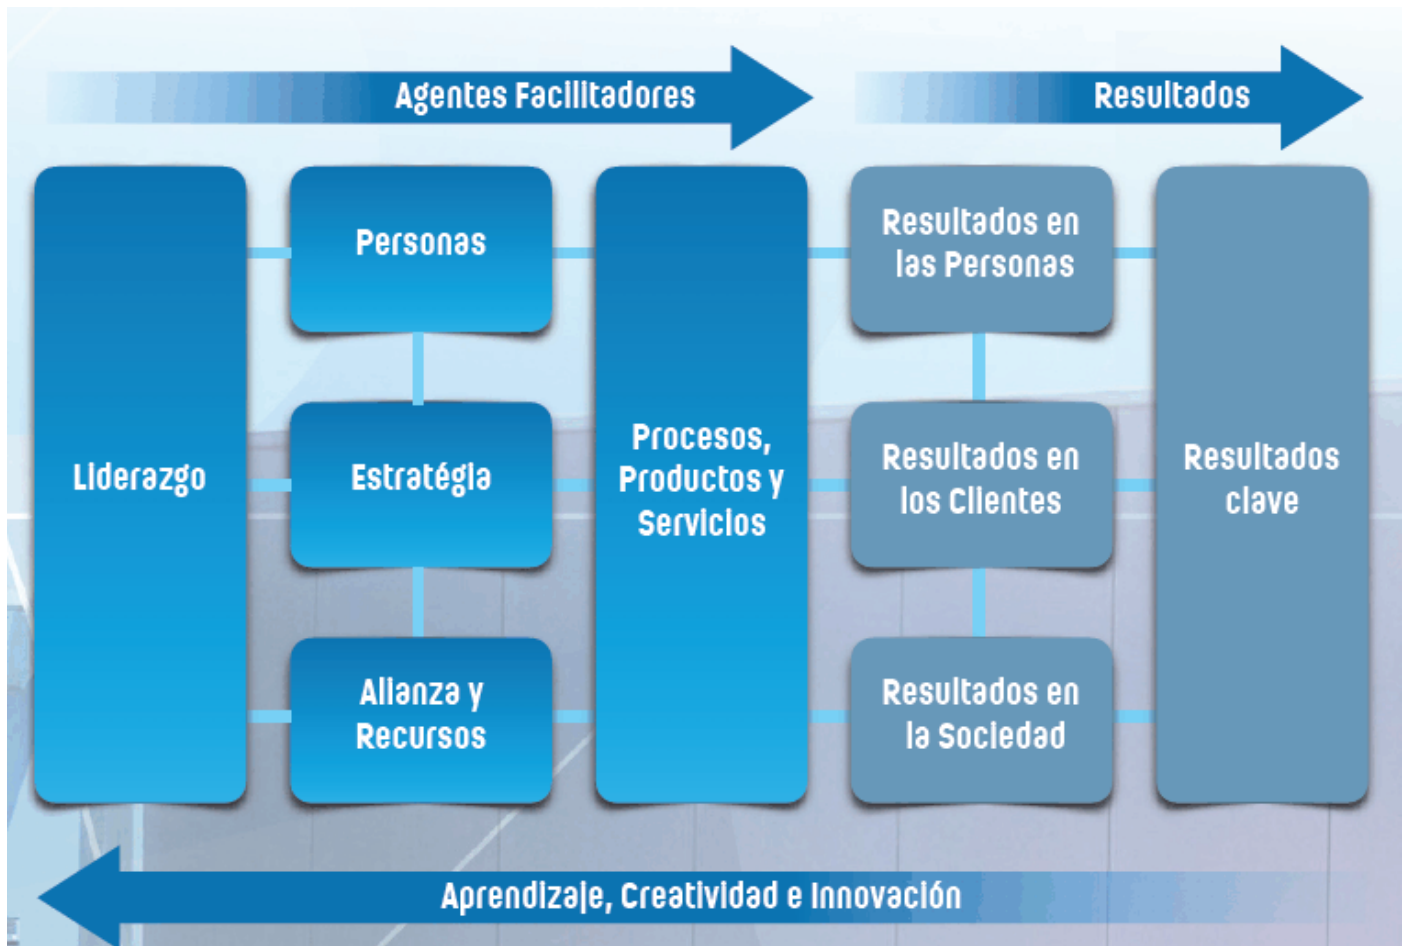 Agentes Facilitadores
Resultados
Liderazgo
Personas
Estratégia
Alianza y
Recursos
Procesos,
Productos y
Servicios
Resultados en
las Personas
Resultados en
los Clientes
Resultados en
la Sociedad
Resultados
clave
Aprendizaje, Creatividad e Innovación